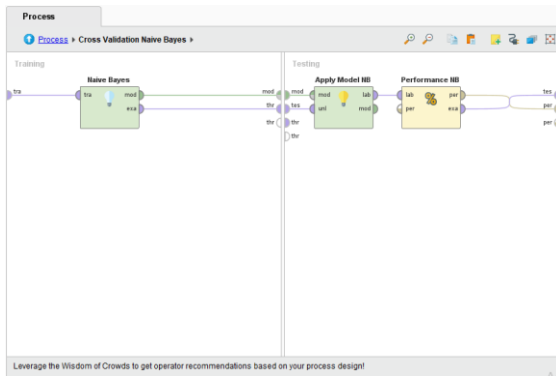 Process
Process ▸ Cross Validation Naive Bayes ▸
Training
Testing
Naive Bayes
Apply Model NB
Performance NB
tra
tra
mod
exa
mod
thr
thr
mod
tes
thr
thr
mod
unl
lab
mod
lab
per
per
exa
tes
per
per
Leverage the Wisdom of Crowds to get operator recommendations based on your process design!